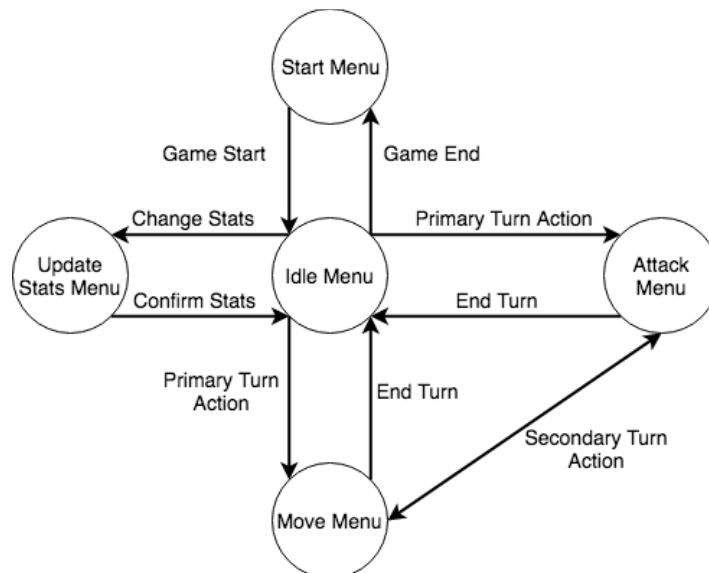 Start Menu
Game Start
Game End
Change Stats
Primary Turn Action
Update
Stats Menu
Idle Menu
Attack
Menu
Confirm Stats
End Turn
Primary Turn
Action
End Turn
Secondary Turn
Action
Move Menu